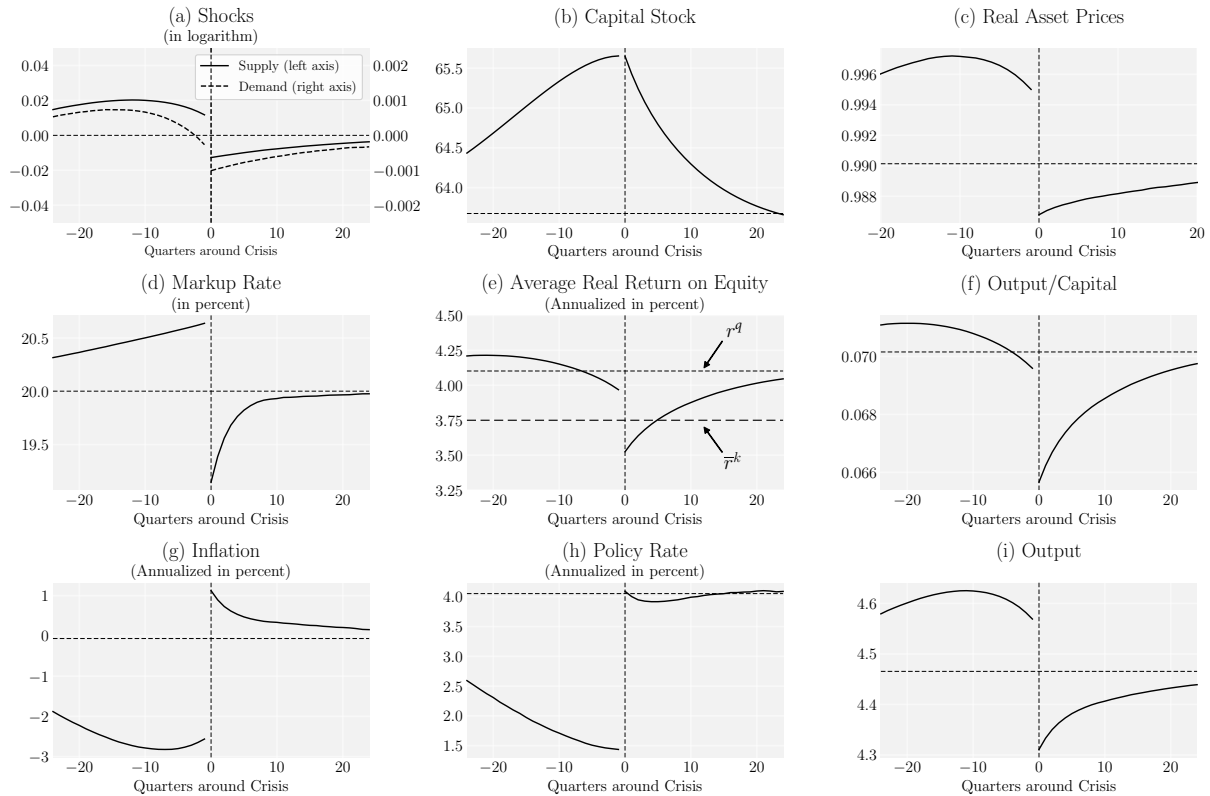 (a) Shocks
(in logarithm)
0.04
0.02
0.00
−0.02
−0.04
0.002
0.001
0.000
−0.001
−0.002
Supply (left axis)
Demand (right axis)
−20 −10 0 10 20
Quarters around Crisis
(b) Capital Stock
65.5
65.0
64.5
64.0
−20 −10 0 10 20
Quarters around Crisis
(c) Real Asset Prices
0.996
0.994
0.992
0.990
0.988
−20 −10 0 10 20
Quarters around Crisis
(d) Markup Rate
(in percent)
20.5
20.0
19.5
−20 −10 0 10 20
Quarters around Crisis
(e) Average Real Return on Equity
(Annualized in percent)
4.50
4.25
4.00
3.75
3.50
3.25
r^q
r̅^k
−20 −10 0 10 20
Quarters around Crisis
(f) Output/Capital
0.070
0.068
0.066
−20 −10 0 10 20
Quarters around Crisis
(g) Inflation
(Annualized in percent)
1
0
−1
−2
−3
−20 −10 0 10 20
Quarters around Crisis
(h) Policy Rate
(Annualized in percent)
4.0
3.5
3.0
2.5
2.0
1.5
−20 −10 0 10 20
Quarters around Crisis
(i) Output
4.6
4.5
4.4
4.3
−20 −10 0 10 20
Quarters around Crisis